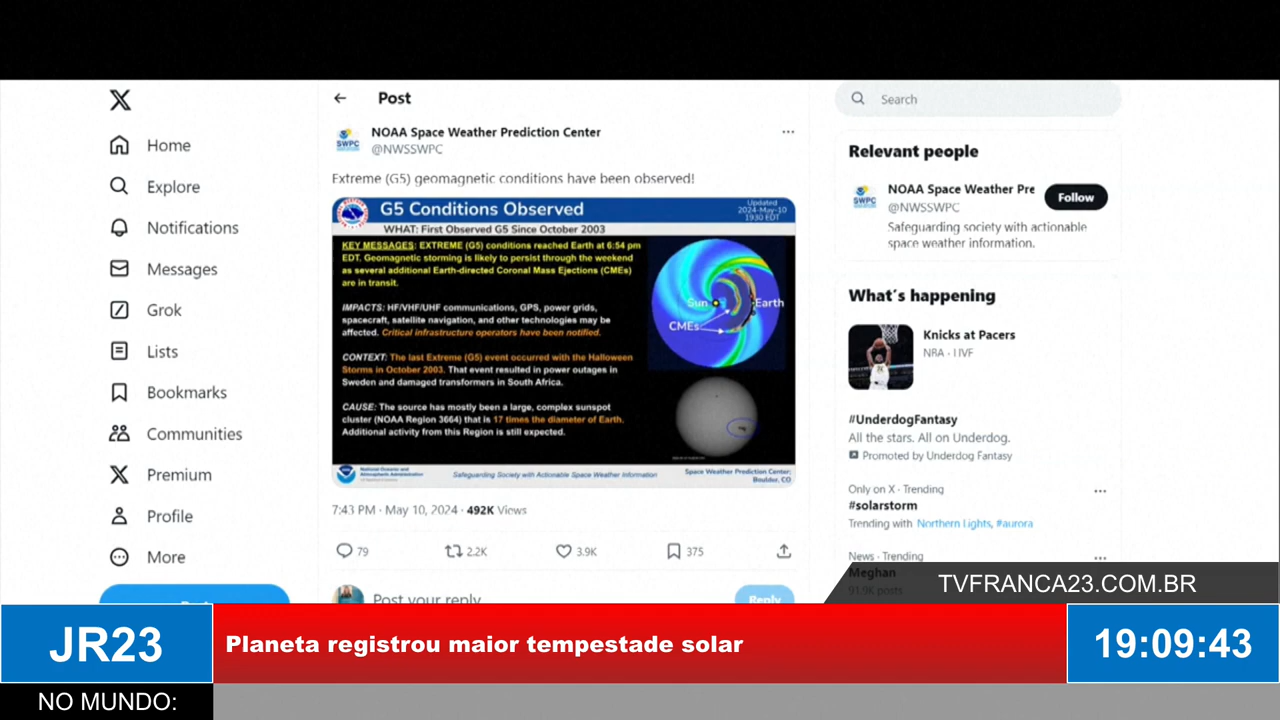 Home
Explore
Notifications
Messages
Grok
Lists
Bookmarks
Communities
Premium
Profile
More
Post
NOAA Space Weather Prediction Center
@NWSSWPC
Extreme (G5) geomagnetic conditions have been observed!
G5 Conditions Observed
Updated
2024-May-10
1930 EDT
WHAT: First Observed G5 Since October 2003
KEY MESSAGES: EXTREME (G5) conditions reached Earth at 6:54 pm
EDT. Geomagnetic storming is likely to persist through the weekend
as several additional Earth-directed Coronal Mass Ejections (CMEs)
are in transit.
IMPACTS: HF/VHF/UHF communications, GPS, power grids,
spacecraft, satellite navigation, and other technologies may be
affected. Critical infrastructure operators have been notified.
CONTEXT: The last Extreme (G5) event occurred with the Halloween
Storms in October 2003. That event resulted in power outages in
Sweden and damaged transformers in South Africa.
CAUSE: The source has mostly been a large, complex sunspot
cluster (NOAA Region 3664) that is 17 times the diameter of Earth.
Additional activity from this Region is still expected.
Sun
Earth
CMEs
National Oceanic and
Atmospheric Administration
Safeguarding Society with Actionable Space Weather Information
Space Weather Prediction Center;
Boulder, CO
7:43 PM · May 10, 2024 · 492K Views
79
2.2K
3.9K
375
Post your reply
Reply
Search
Relevant people
SWPC
NOAA Space Weather Pre
@NWSSWPC
Follow
Safeguarding society with actionable
space weather information.
What's happening
Knicks at Pacers
#UnderdogFantasy
All the stars. All on Underdog.
Promoted by Underdog Fantasy
Only on X · Trending
#solarstorm
Trending with Northern Lights, #aurora
News · Trending
Meghan
TVFRANCA23.COM.BR
JR23
Planeta registrou maior tempestade solar
19:09:43
NO MUNDO: